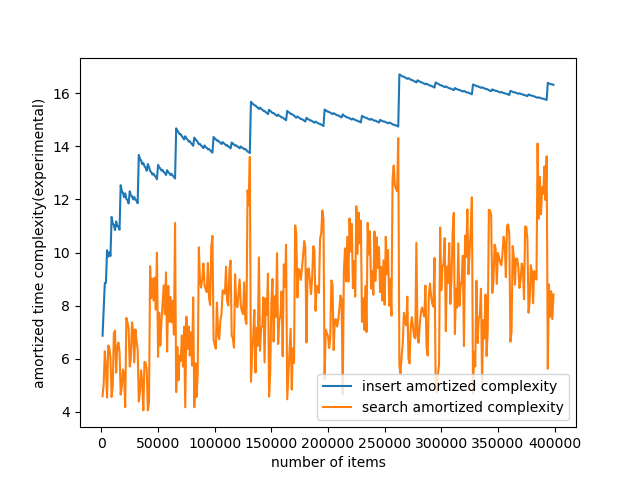 amortized time complexity(experimental)
16
14
12
10
8
6
4
insert amortized complexity
search amortized complexity
0 50000 100000 150000 200000 250000 300000 350000 400000
number of items